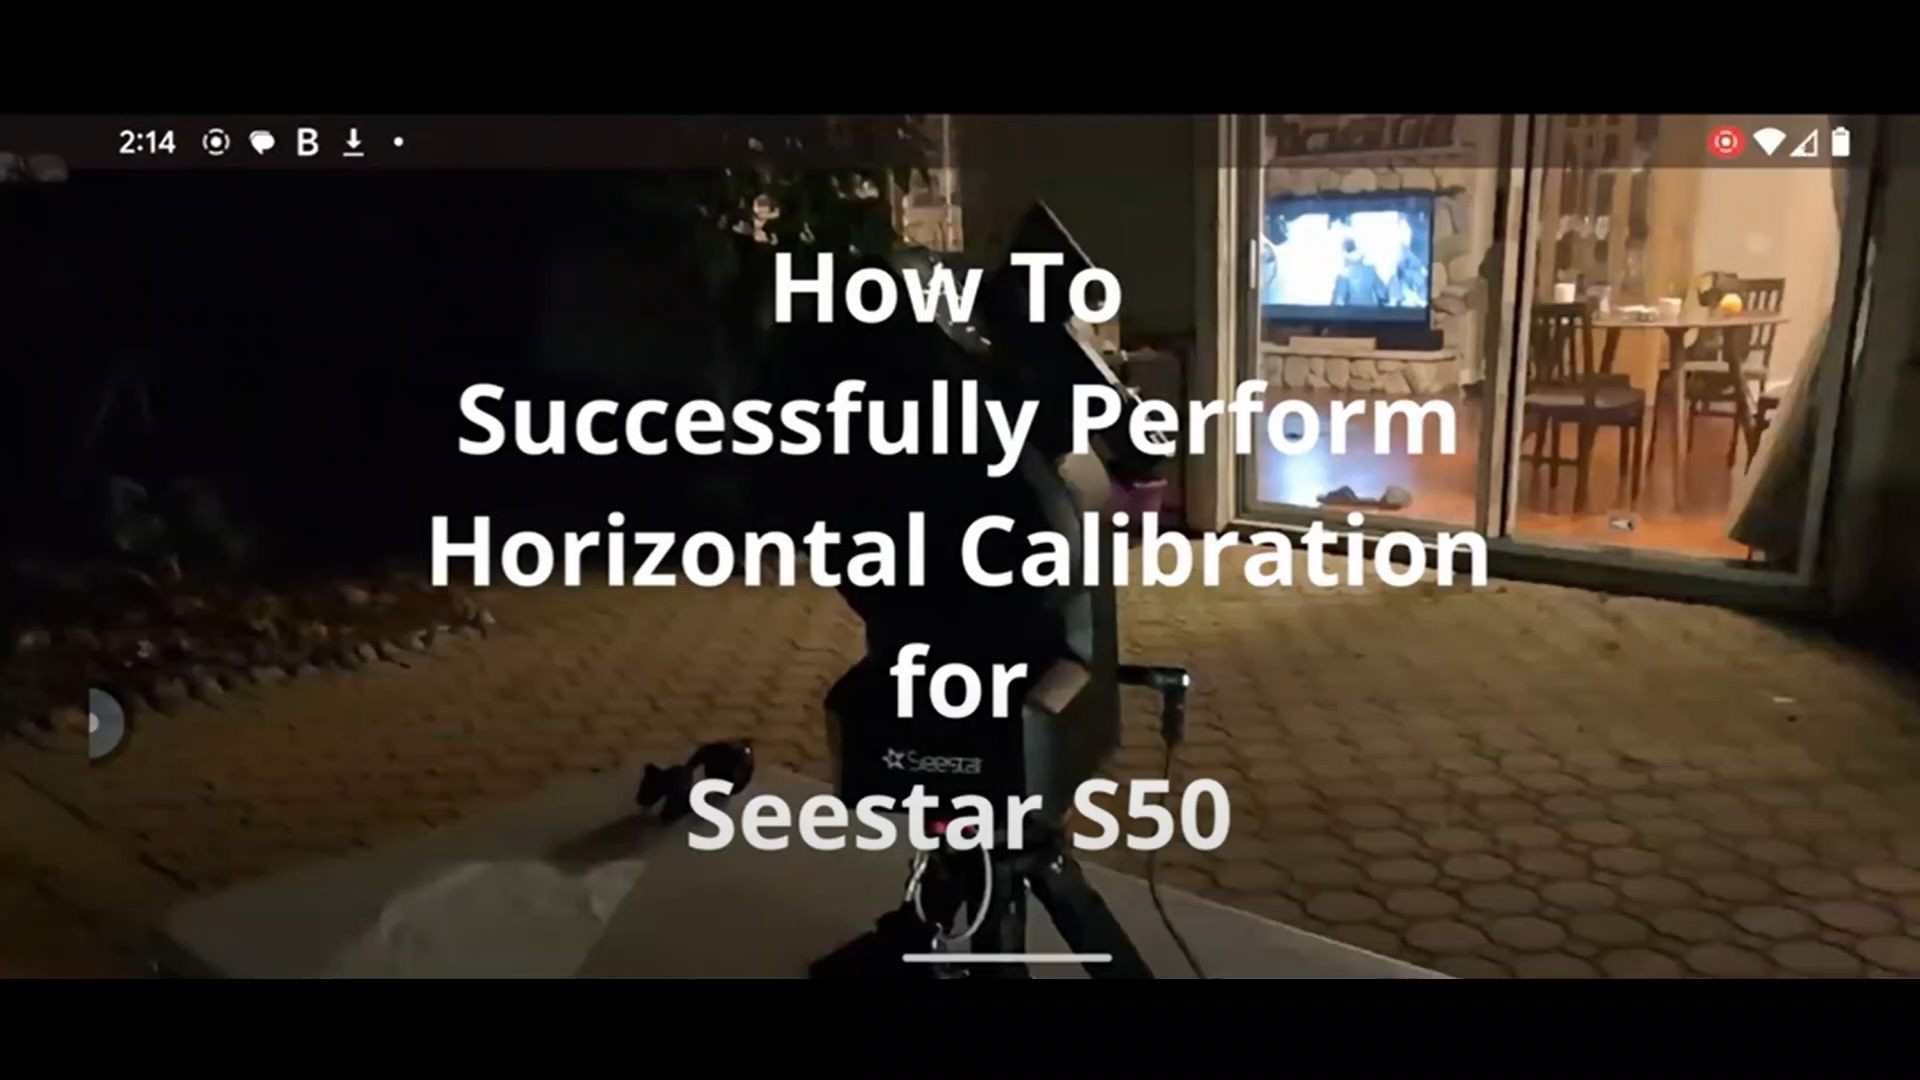 2:14 B
How To
Successfully Perform
Horizontal Calibration
for
Seestar
Seestar S50